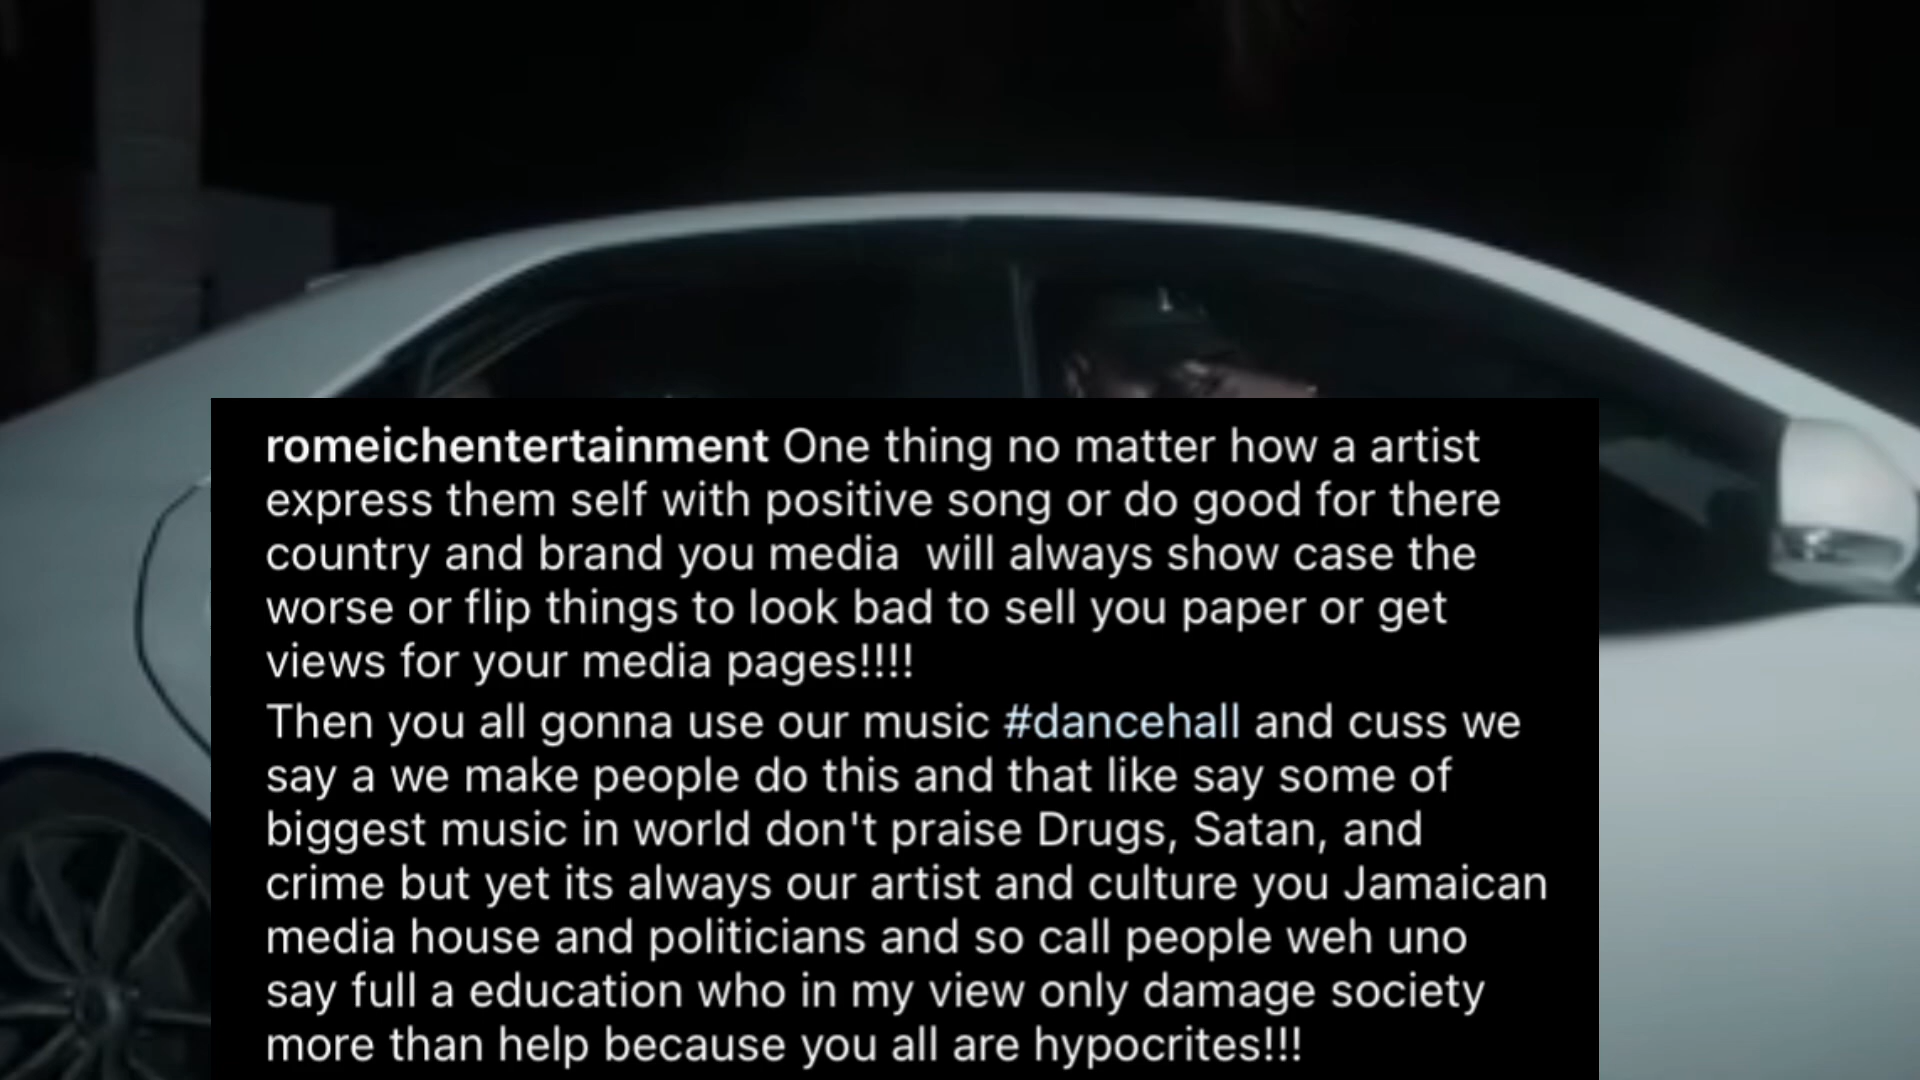 romeichentertainment One thing no matter how a artist
express them self with positive song or do good for there
country and brand you media  will always show case the
worse or flip things to look bad to sell you paper or get
views for your media pages!!!!
Then you all gonna use our music #dancehall and cuss we
say a we make people do this and that like say some of
biggest music in world don't praise Drugs, Satan, and
crime but yet its always our artist and culture you Jamaican
media house and politicians and so call people weh uno
say full a education who in my view only damage society
more than help because you all are hypocrites!!!